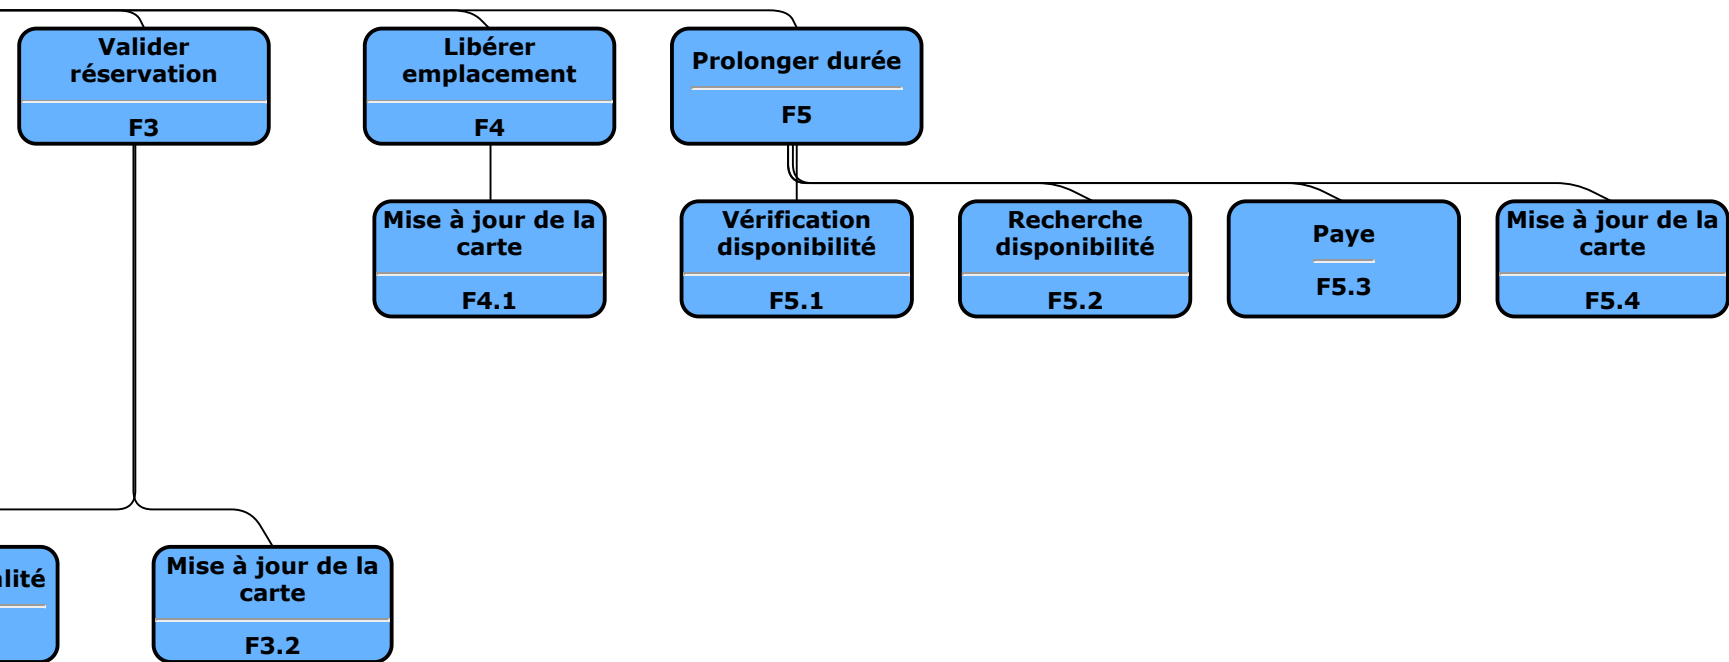 Valider
réservation
F3
Libérer
emplacement
F4
Prolonger durée
F5
Mise à jour de la
carte
F4.1
Vérification
disponibilité
F5.1
Recherche
disponibilité
F5.2
Paye
F5.3
Mise à jour de la
carte
F5.4
Mise à jour de la
carte
F3.2